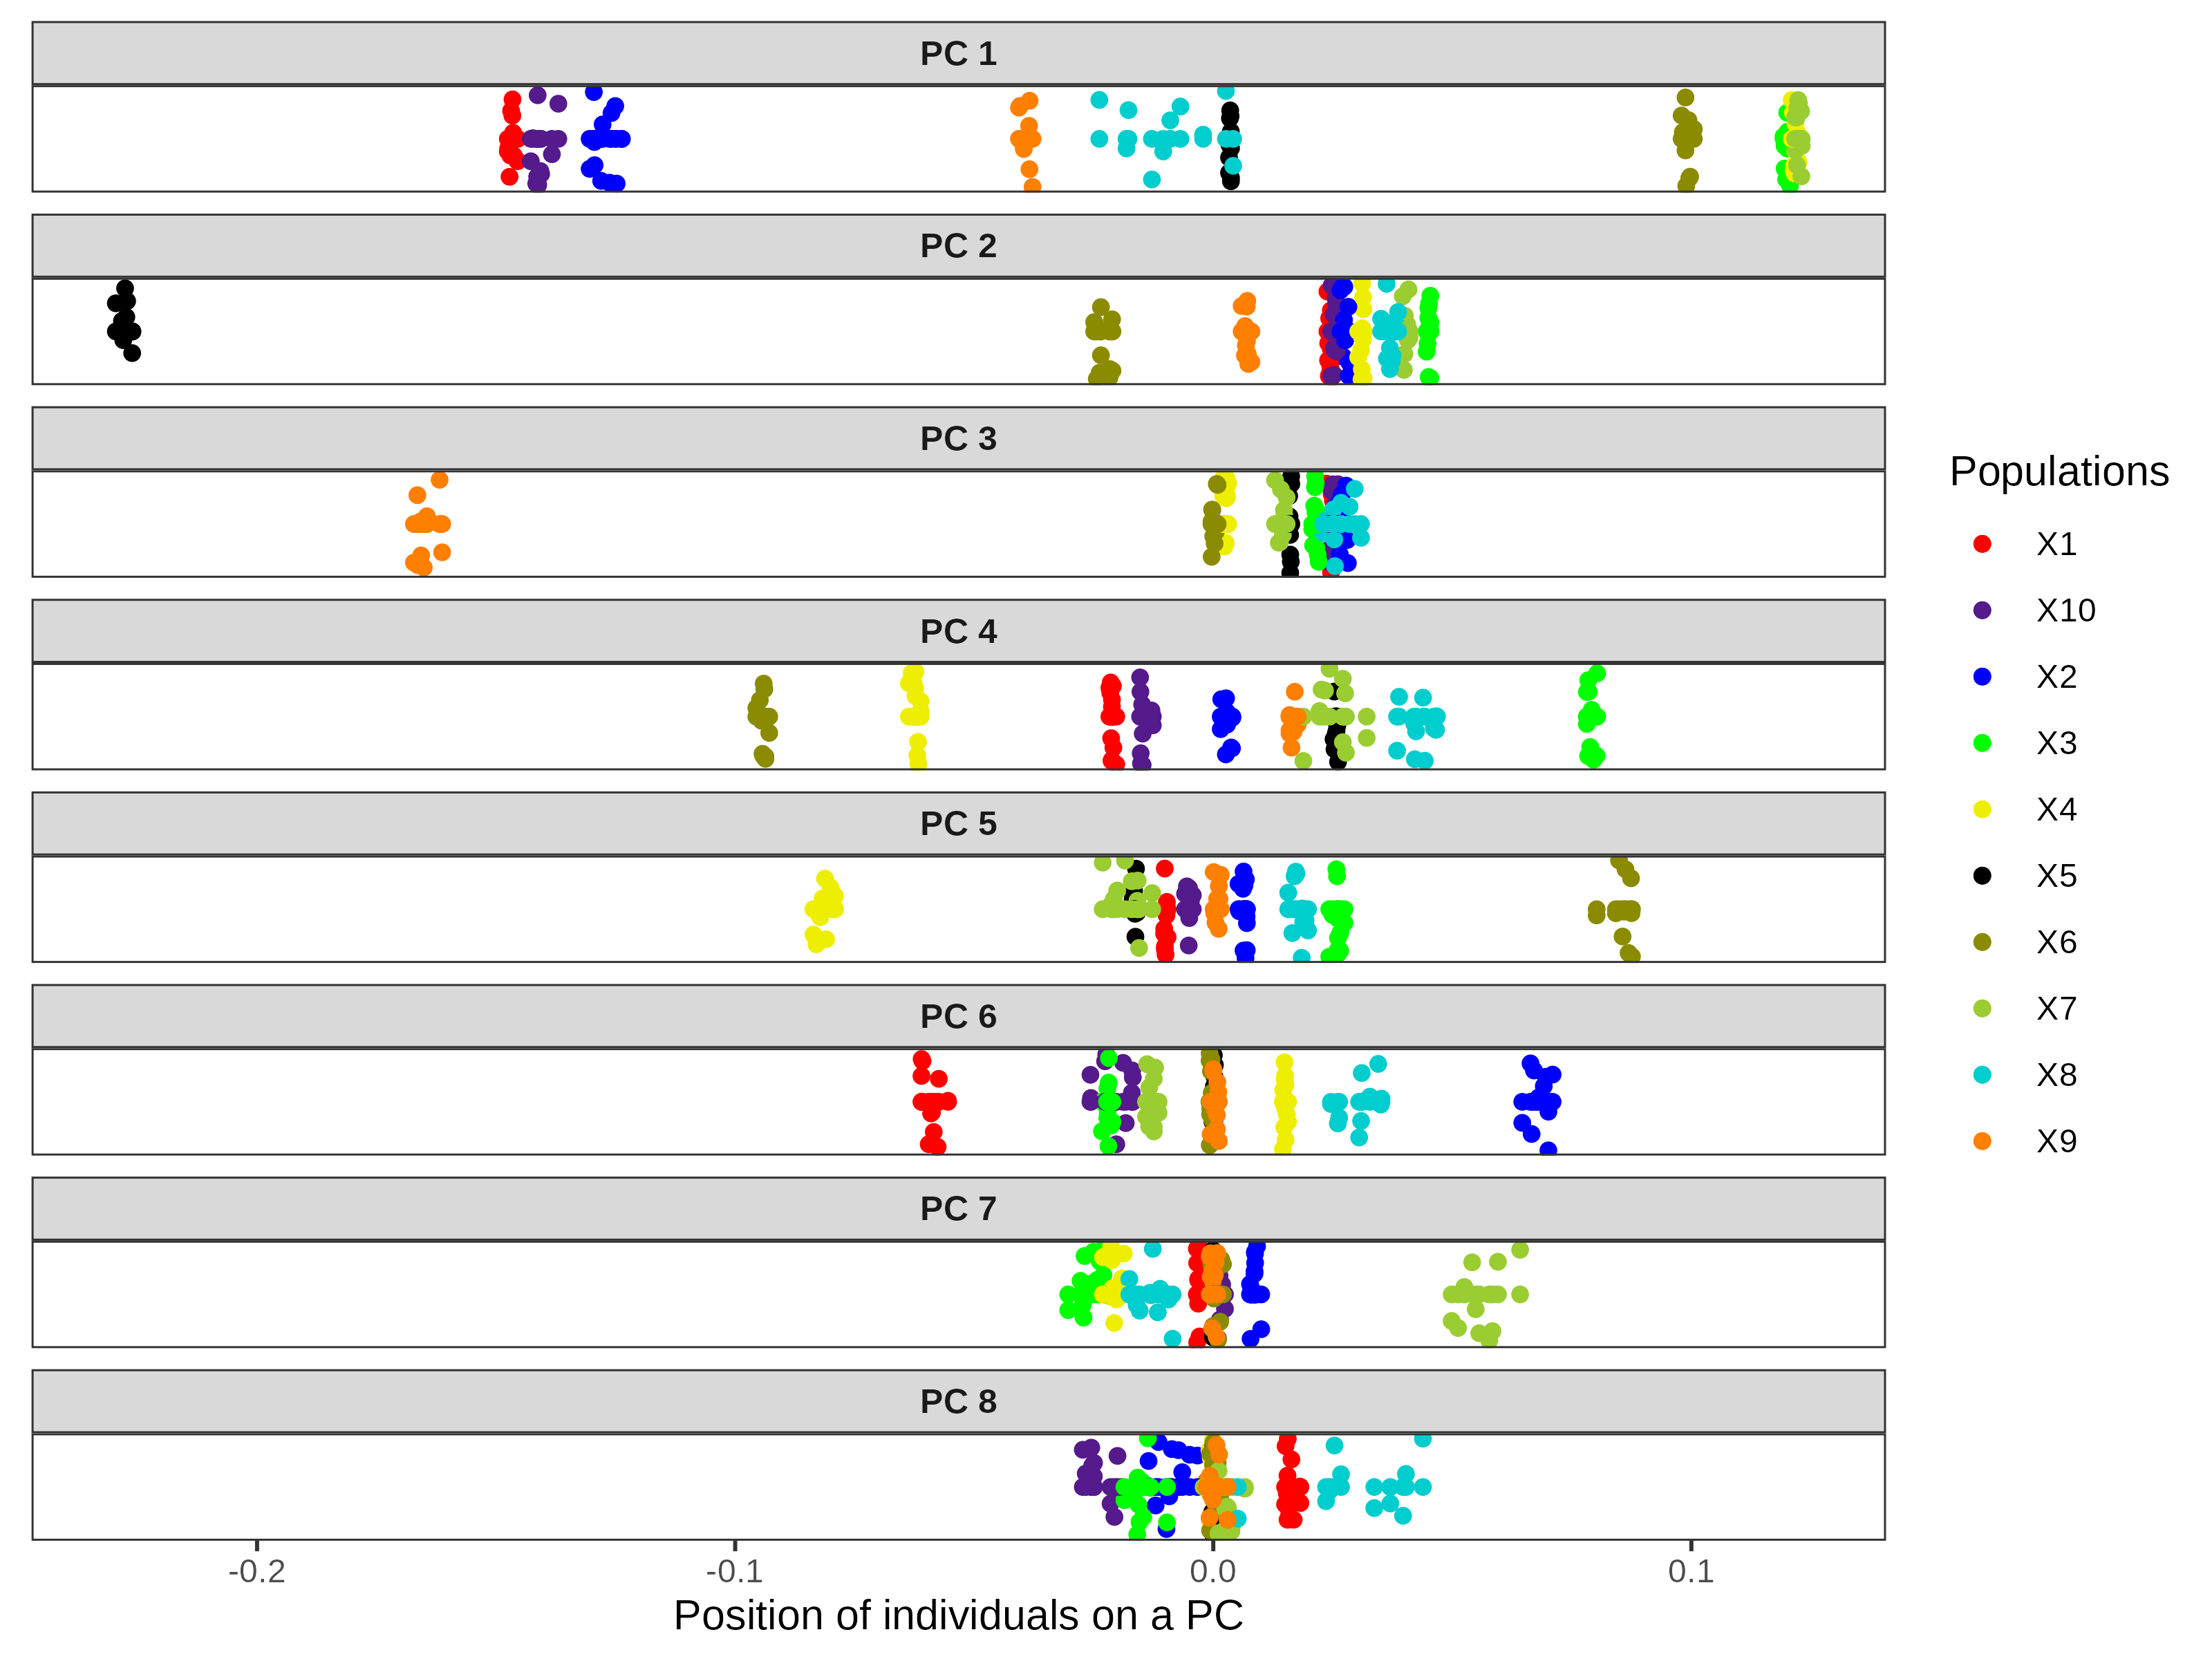 PC 1
PC 2
PC 3
PC 4
PC 5
PC 6
PC 7
PC 8
-0.2
-0.1
0.0
0.1
Position of individuals on a PC
Populations
X1
X10
X2
X3
X4
X5
X6
X7
X8
X9